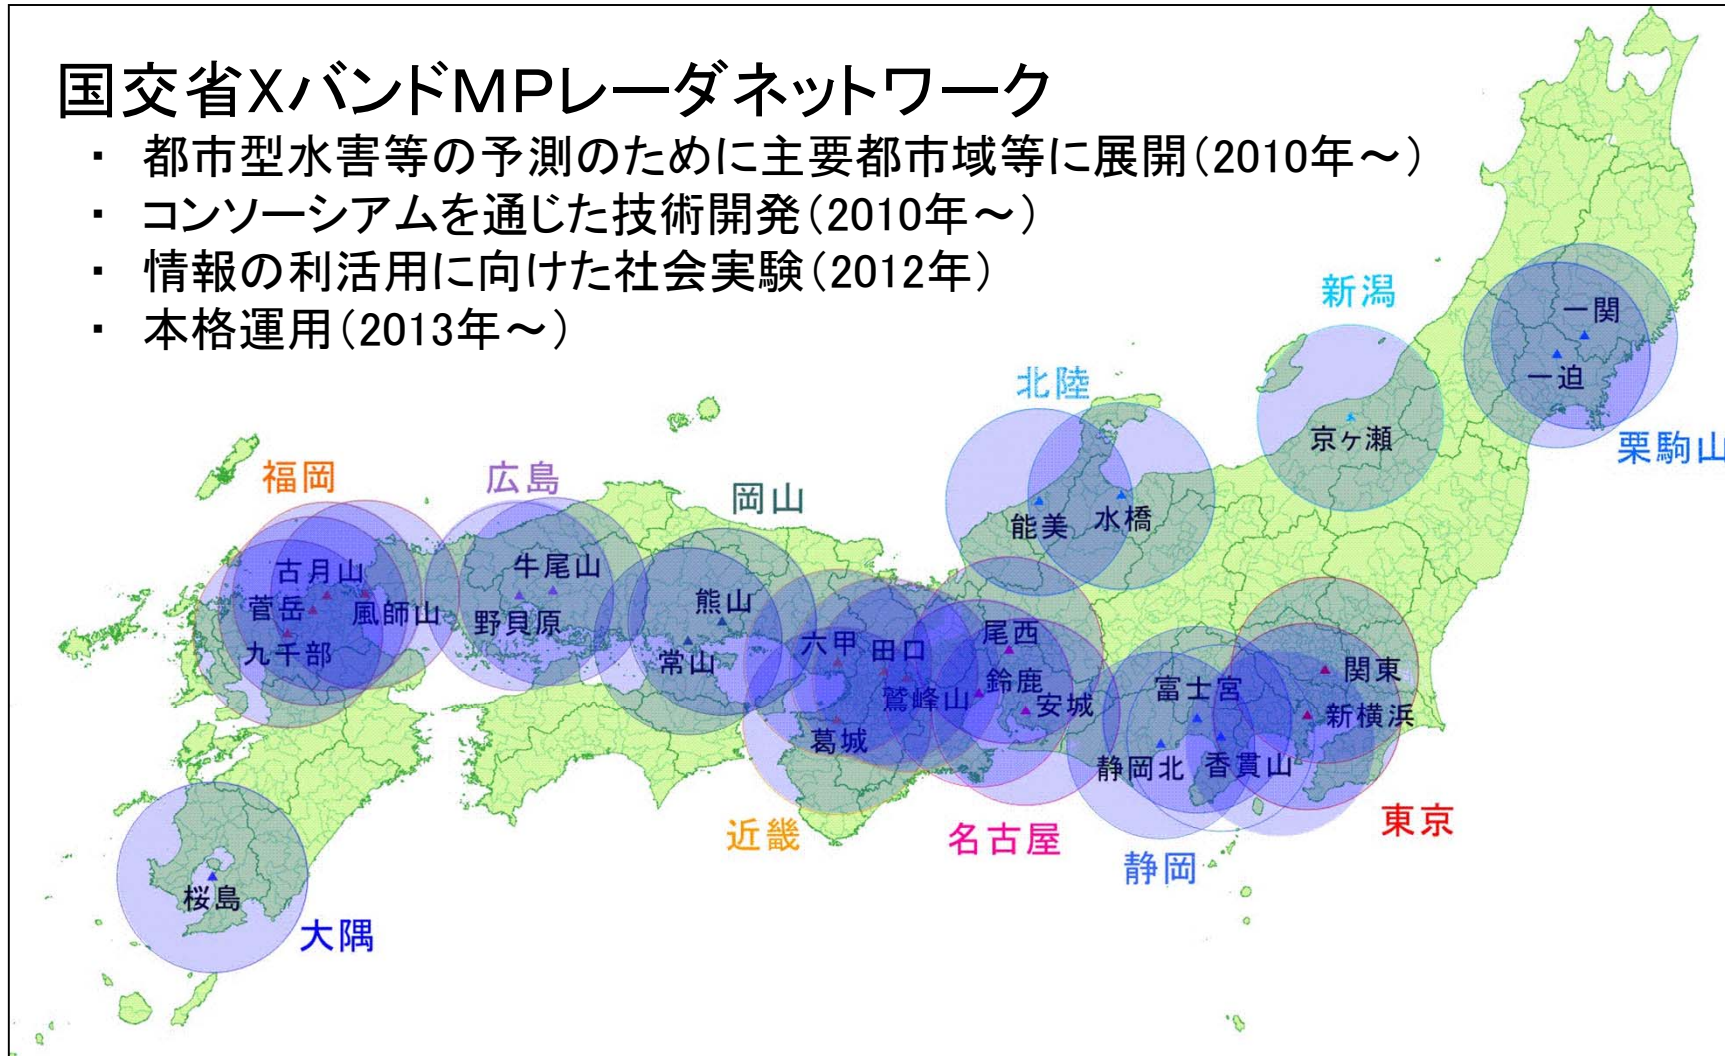 国交省XバンドMPレーダネットワーク
・ 都市型水害等の予測のために主要都市域等に展開(2010年～)
・ コンソーシアムを通じた技術開発(2010年～)
・ 情報の利活用に向けた社会実験(2012年)
・ 本格運用(2013年～)
新潟
一関
一迫
北陸
京ヶ瀬
栗駒山
福岡
広島
岡山
能美
水橋
古月山
牛尾山
菅岳
風師山
野貝原
熊山
九千部
常山
六甲
田口
尾西
鈴鹿
鷲峰山
安城
葛城
富士宮
関東
新横浜
静岡北
香貫山
近畿
名古屋
静岡
東京
桜島
大隅